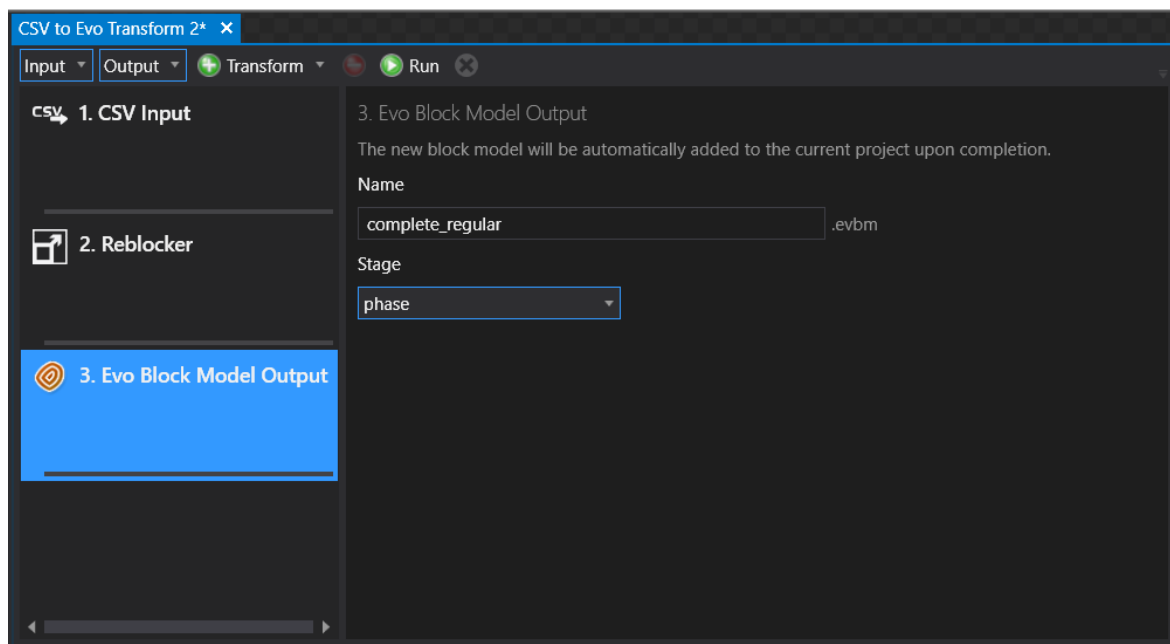 CSV to Evo Transform 2*
Input Output Transform Run
CSV 1. CSV Input
2. Reblocker
3. Evo Block Model Output
3. Evo Block Model Output
The new block model will be automatically added to the current project upon completion.
Name
complete_regular .evbm
Stage
phase